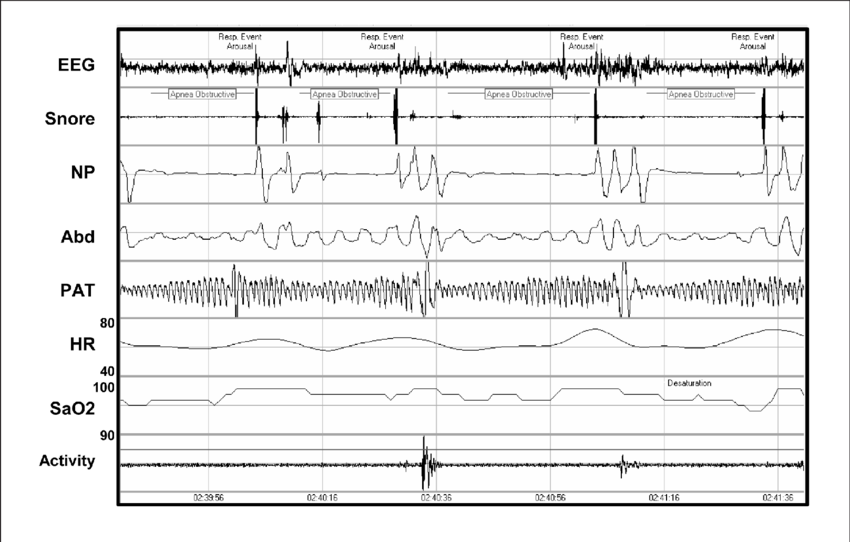 Resp. Event Resp. Event Resp. Event Resp. Event
Arousal Arousal Arousal Arousal
EEG
Apnea Obstructive Apnea Obstructive Apnea Obstructive Apnea Obstructive
Snore
NP
Abd
PAT
80
HR
40
100
Desaturation
SaO2
90
Activity
02:39:56 02:40:16 02:40:36 02:40:56 02:41:16 02:41:36